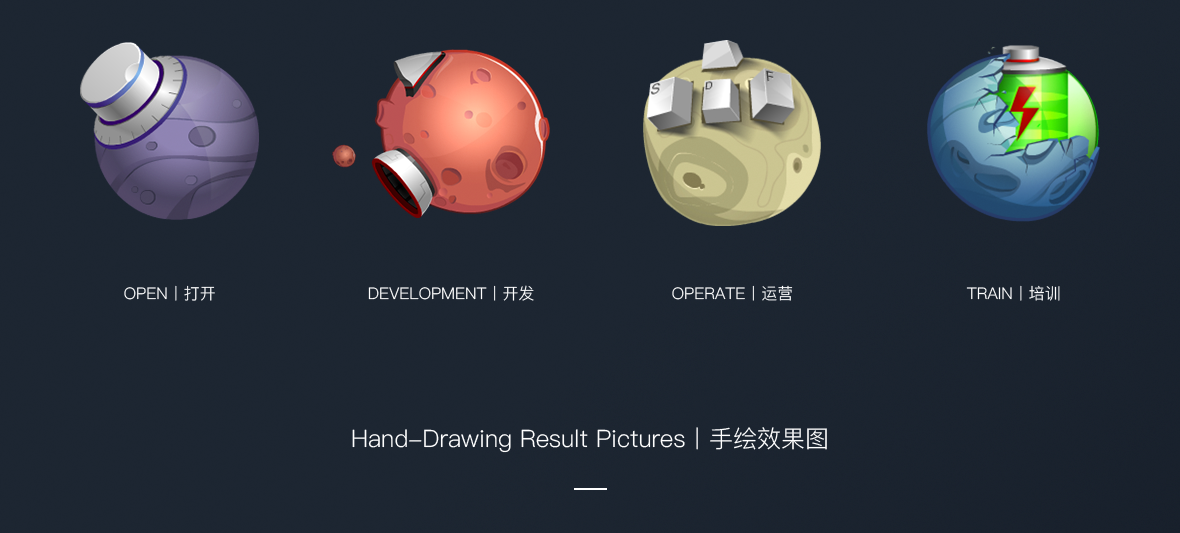 S D F
OPEN｜打开
DEVELOPMENT｜开发
OPERATE｜运营
TRAIN｜培训
Hand-Drawing Result Pictures｜手绘效果图